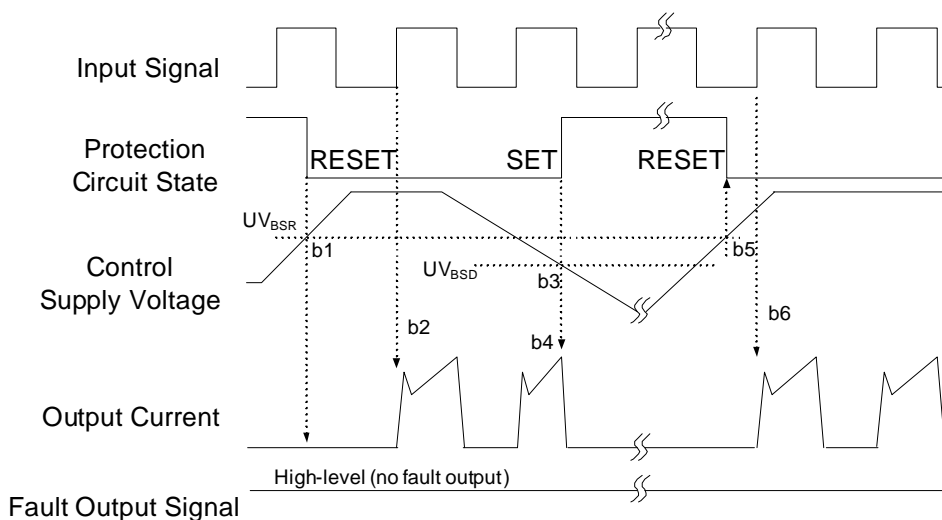 Input Signal
Protection
Circuit State
RESET
SET
RESET
UVBSR
b1
b5
Control
Supply Voltage
UVBSD
b3
b2
b4
b6
Output Current
High-level (no fault output)
Fault Output Signal